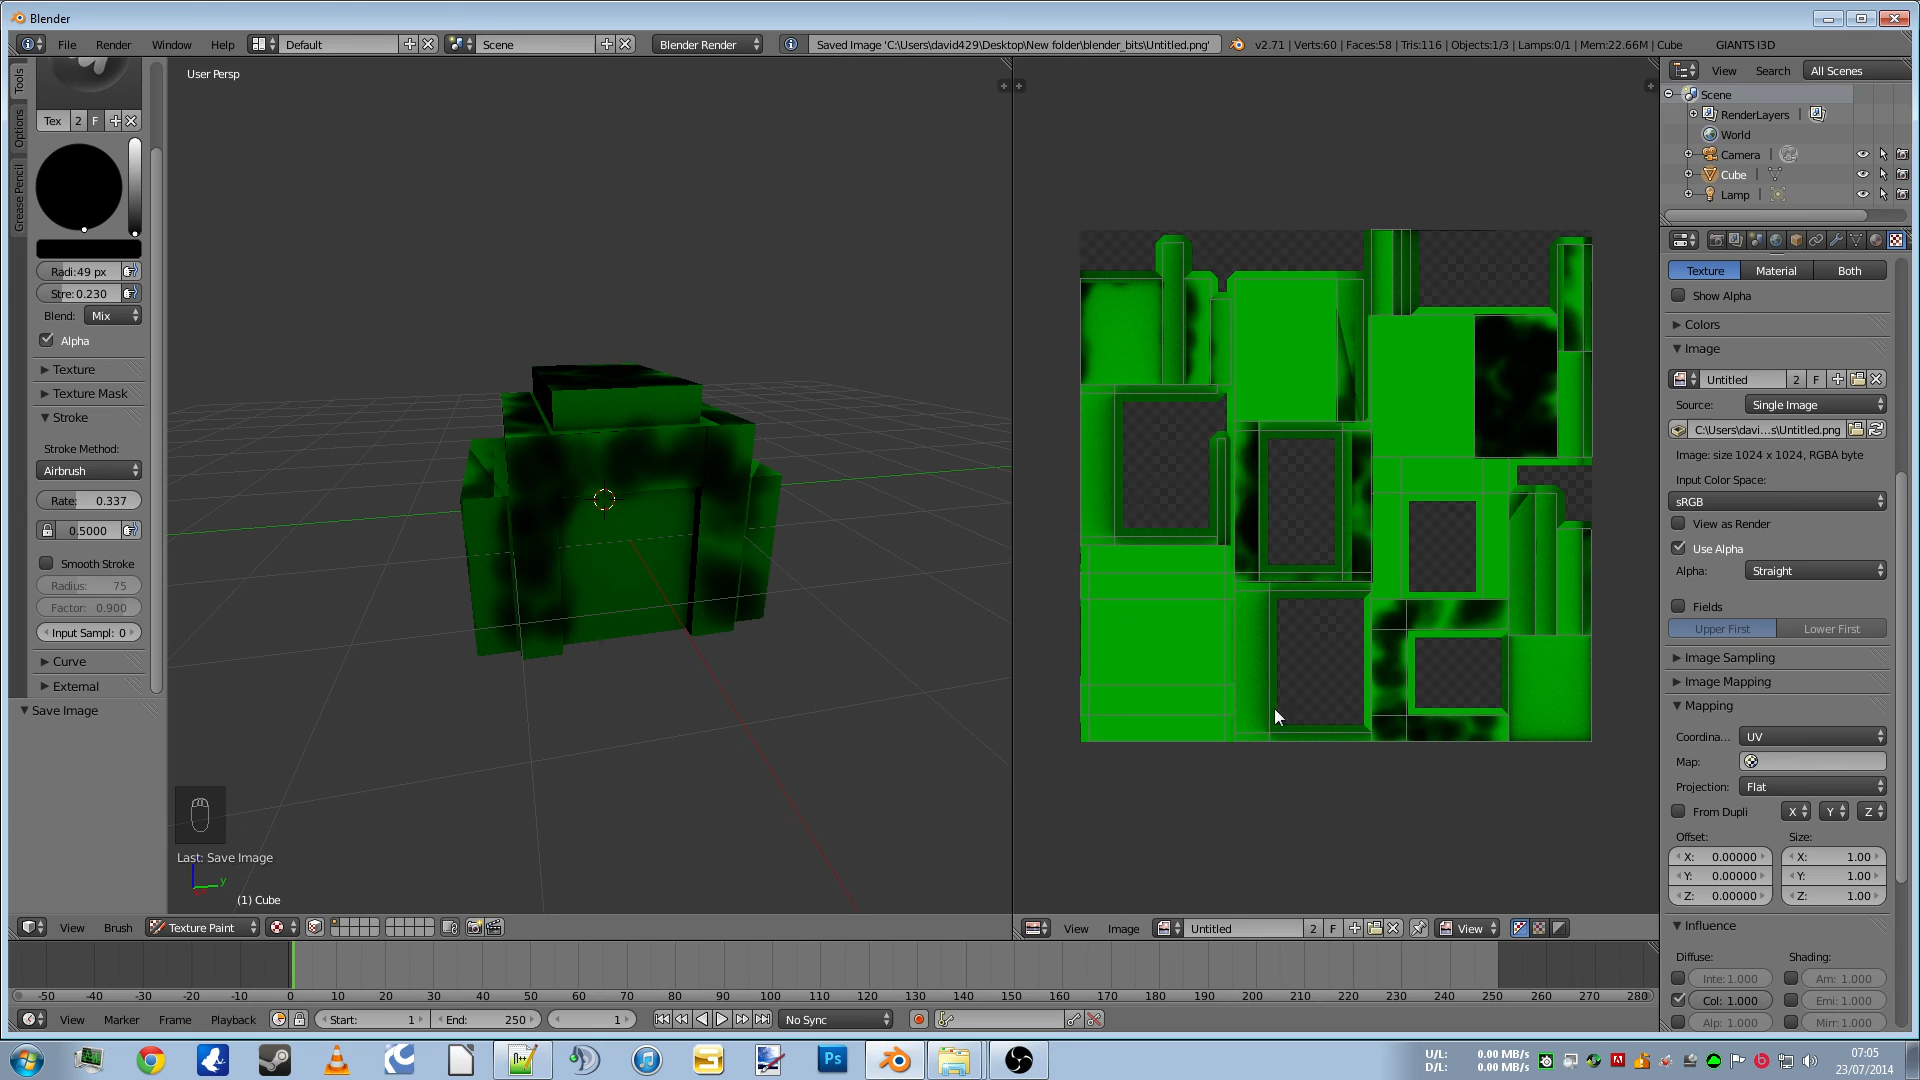 Blender
File Render Window Help Default Scene Blender Render Saved Image 'C:\Users\david429\Desktop\New folder\blender_bits\Untitled.png' v2.71 | Verts:60 | Faces:58 | Tris:116 | Objects:1/3 | Lamps:0/1 | Mem:22.66M | Cube GIANTS I3D
Tools
Options
Grease Pencil
Tex 2 F
Radi:49 px
Stre:0.230
Blend: Mix
Alpha
Texture
Texture Mask
Stroke
Stroke Method:
Airbrush
Rate: 0.337
0.5000
Smooth Stroke
Radius: 75
Factor: 0.900
Input Sampl: 0
Curve
External
Save Image
User Persp
Last: Save Image
y
(1) Cube
View Brush Texture Paint
View Image Untitled 2 F View
View Search All Scenes
Scene
RenderLayers
World
Camera
Cube
Lamp
Texture Material Both
Show Alpha
Colors
Image
Untitled 2 F
Source: Single Image
C:\Users\davi...s\Untitled.png
Image: size 1024 x 1024, RGBA byte
Input Color Space:
sRGB
View as Render
Use Alpha
Alpha: Straight
Fields
Upper First Lower First
Image Sampling
Image Mapping
Mapping
Coordina... UV
Map:
Projection: Flat
From Dupli X Y Z
Offset: Size:
X: 0.00000 X: 1.00
Y: 0.00000 Y: 1.00
Z: 0.00000 Z: 1.00
Influence
Diffuse: Shading:
Inte:1.000 Am: 1.000
Col: 1.000 Emi: 1.000
Alp: 1.000 Mirr:1.000
-50 -40 -30 -20 -10 0 10 20 30 40 50 60 70 80 90 100 110 120 130 140 150 160 170 180 190 200 210 220 230 240 250 260 270 280
View Marker Frame Playback Start: 1 End: 250 1 No Sync
Ps
U/L: 0.00 MB/s
D/L: 0.00 MB/s
07:05
23/07/2014